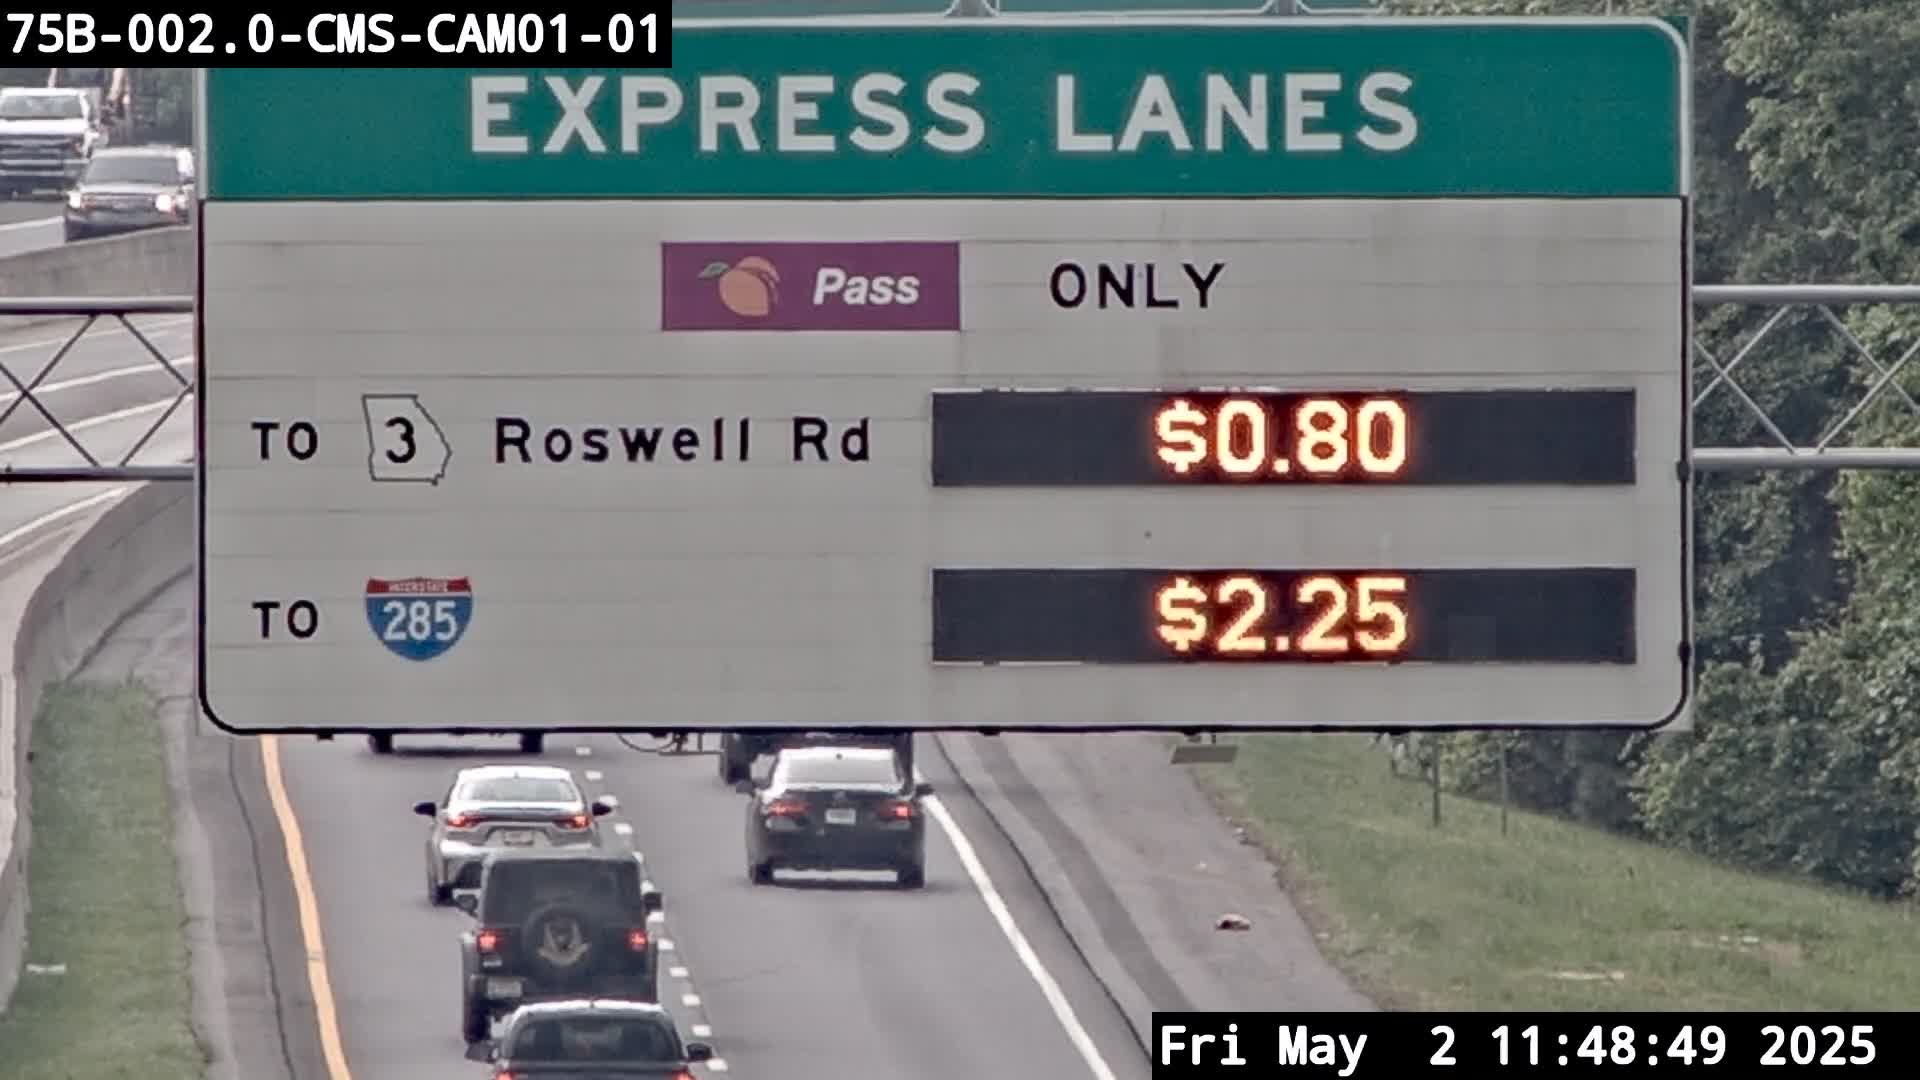 75B-002.0-CMS-CAM01-01
EXPRESS LANES
Pass ONLY
TO 3 Roswell Rd $0.80
TO INTERSTATE 285 $2.25
Fri May 2 11:48:49 2025